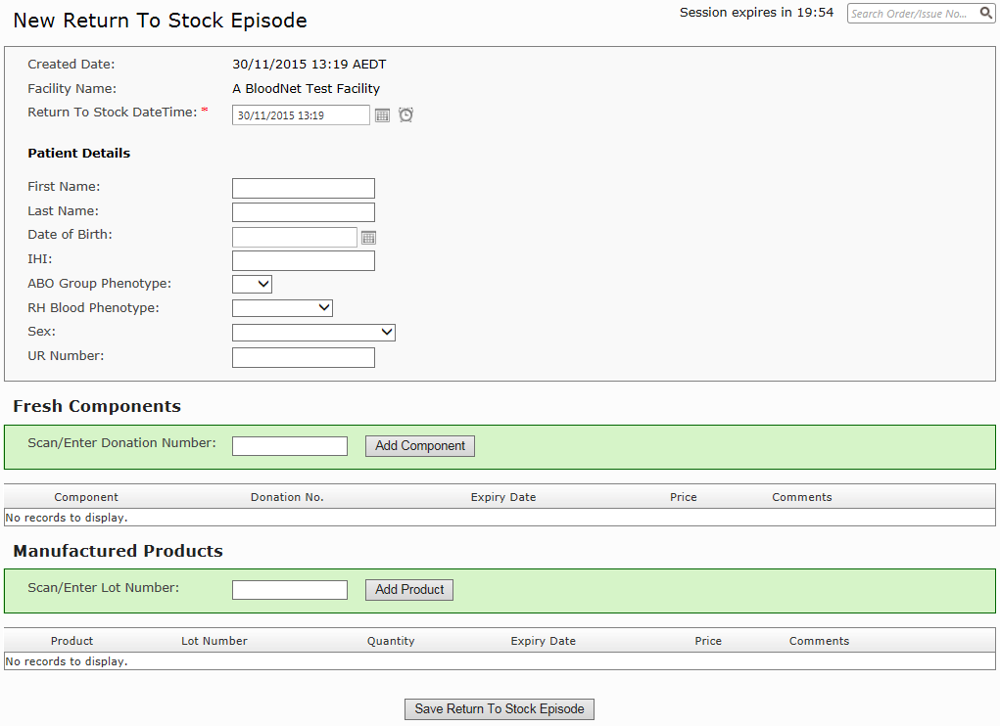 New Return To Stock Episode
Session expires in 19:54
Search Order/Issue No...
Created Date: 30/11/2015 13:19 AEDT
Facility Name: A BloodNet Test Facility
Return To Stock DateTime: * 30/11/2015 13:19
Patient Details
First Name:
Last Name:
Date of Birth:
IHI:
ABO Group Phenotype:
RH Blood Phenotype:
Sex:
UR Number:
Fresh Components
Scan/Enter Donation Number: Add Component
Component Donation No. Expiry Date Price Comments
No records to display.
Manufactured Products
Scan/Enter Lot Number: Add Product
Product Lot Number Quantity Expiry Date Price Comments
No records to display.
Save Return To Stock Episode